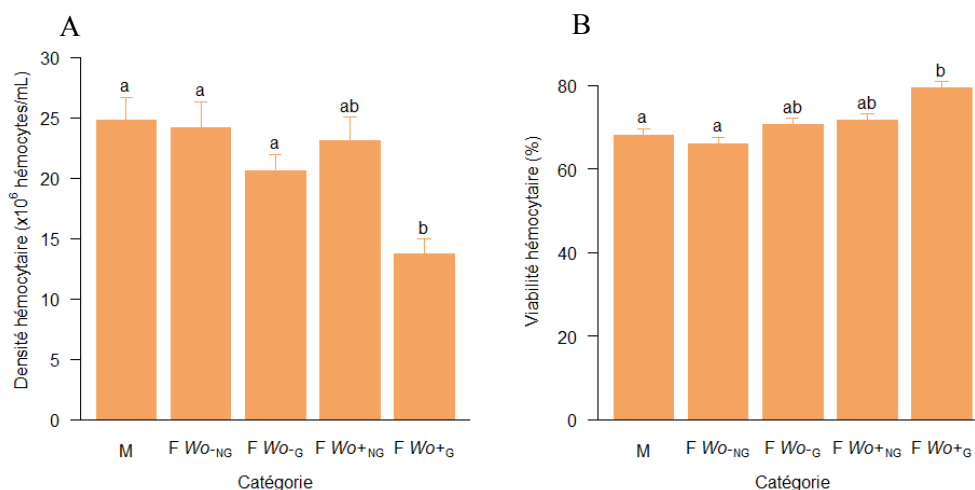 A
Densité hémocytaire (x10⁶ hémocytes/mL)
30
25
20
15
10
5
0
a
a
a
ab
b
M
F Wo-NG
F Wo-G
F Wo+NG
F Wo+G
Catégorie
B
Viabilité hémocytaire (%)
80
60
40
20
0
a
a
ab
ab
b
M
F Wo-NG
F Wo-G
F Wo+NG
F Wo+G
Catégorie